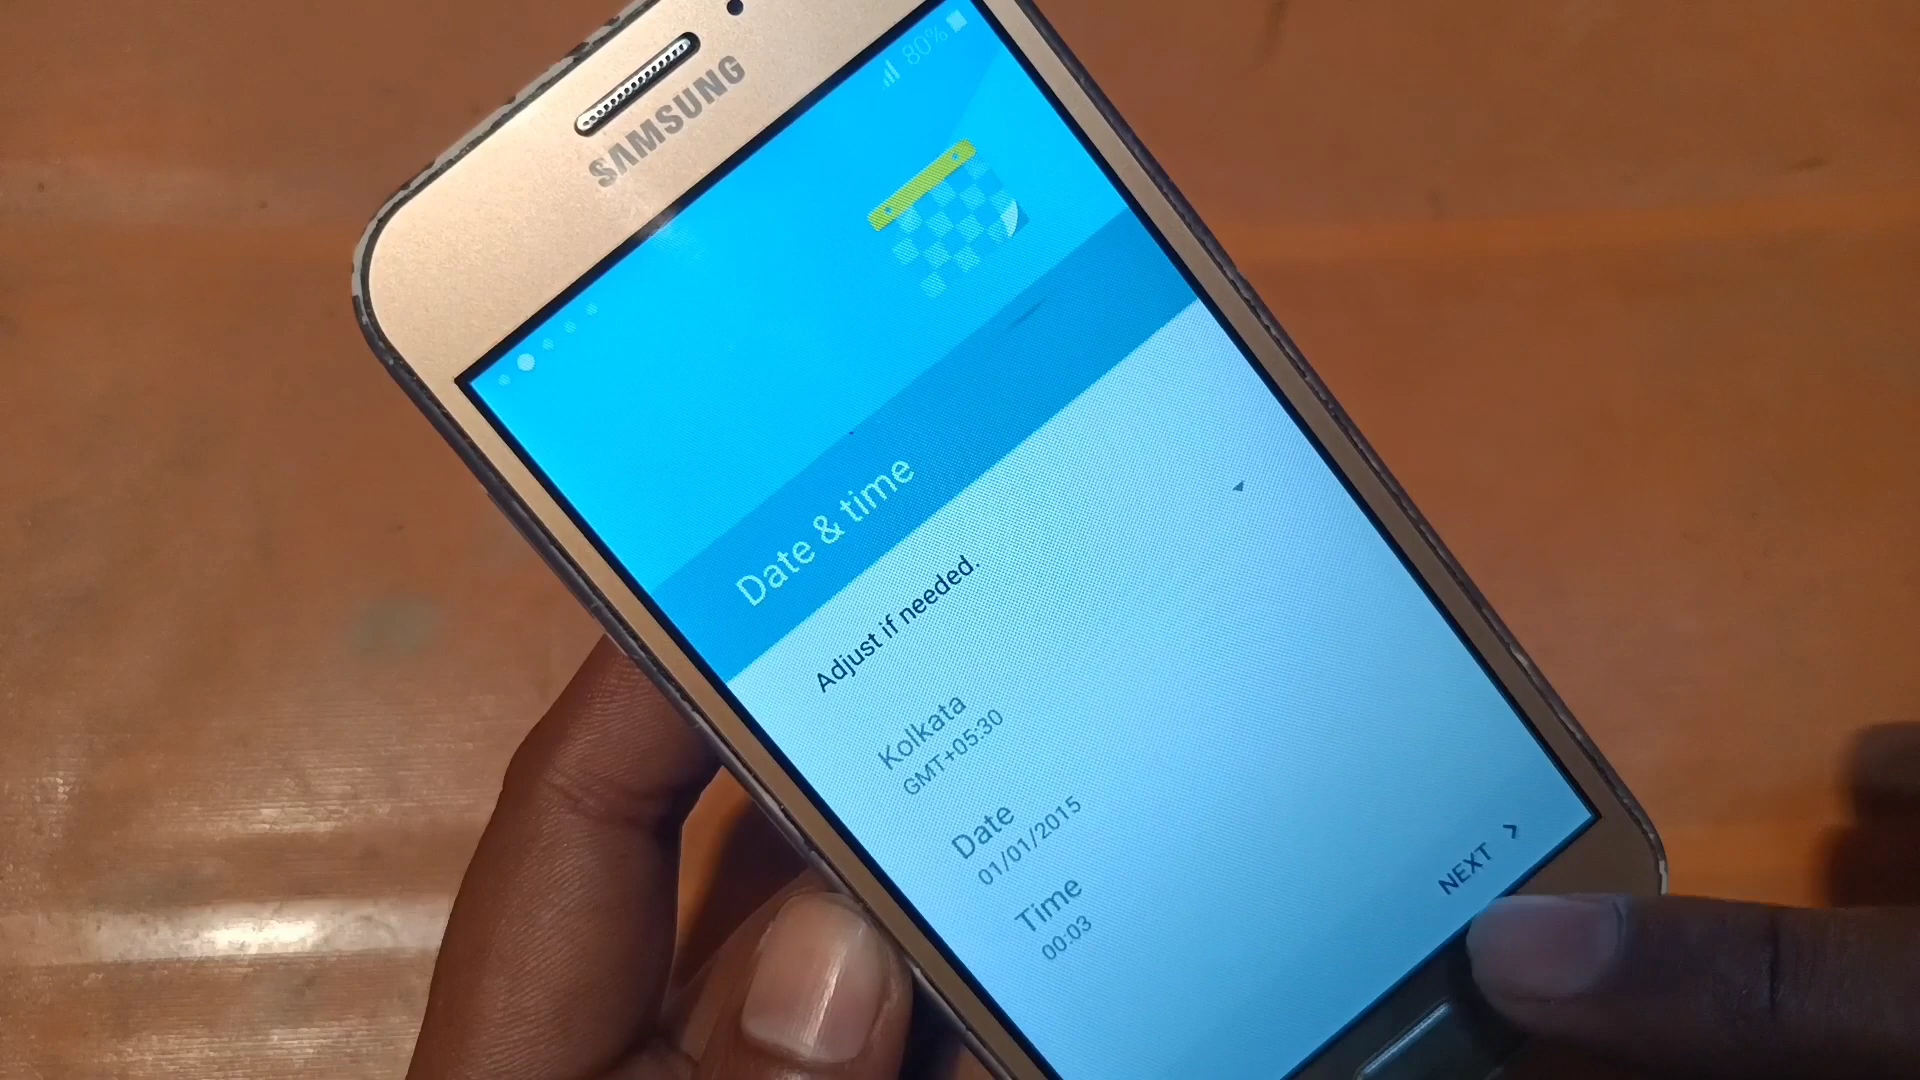 SAMSUNG
80%
Date & time
Adjust if needed.
Kolkata
GMT+05:30
Date
01/01/2015
Time
00:03
NEXT >